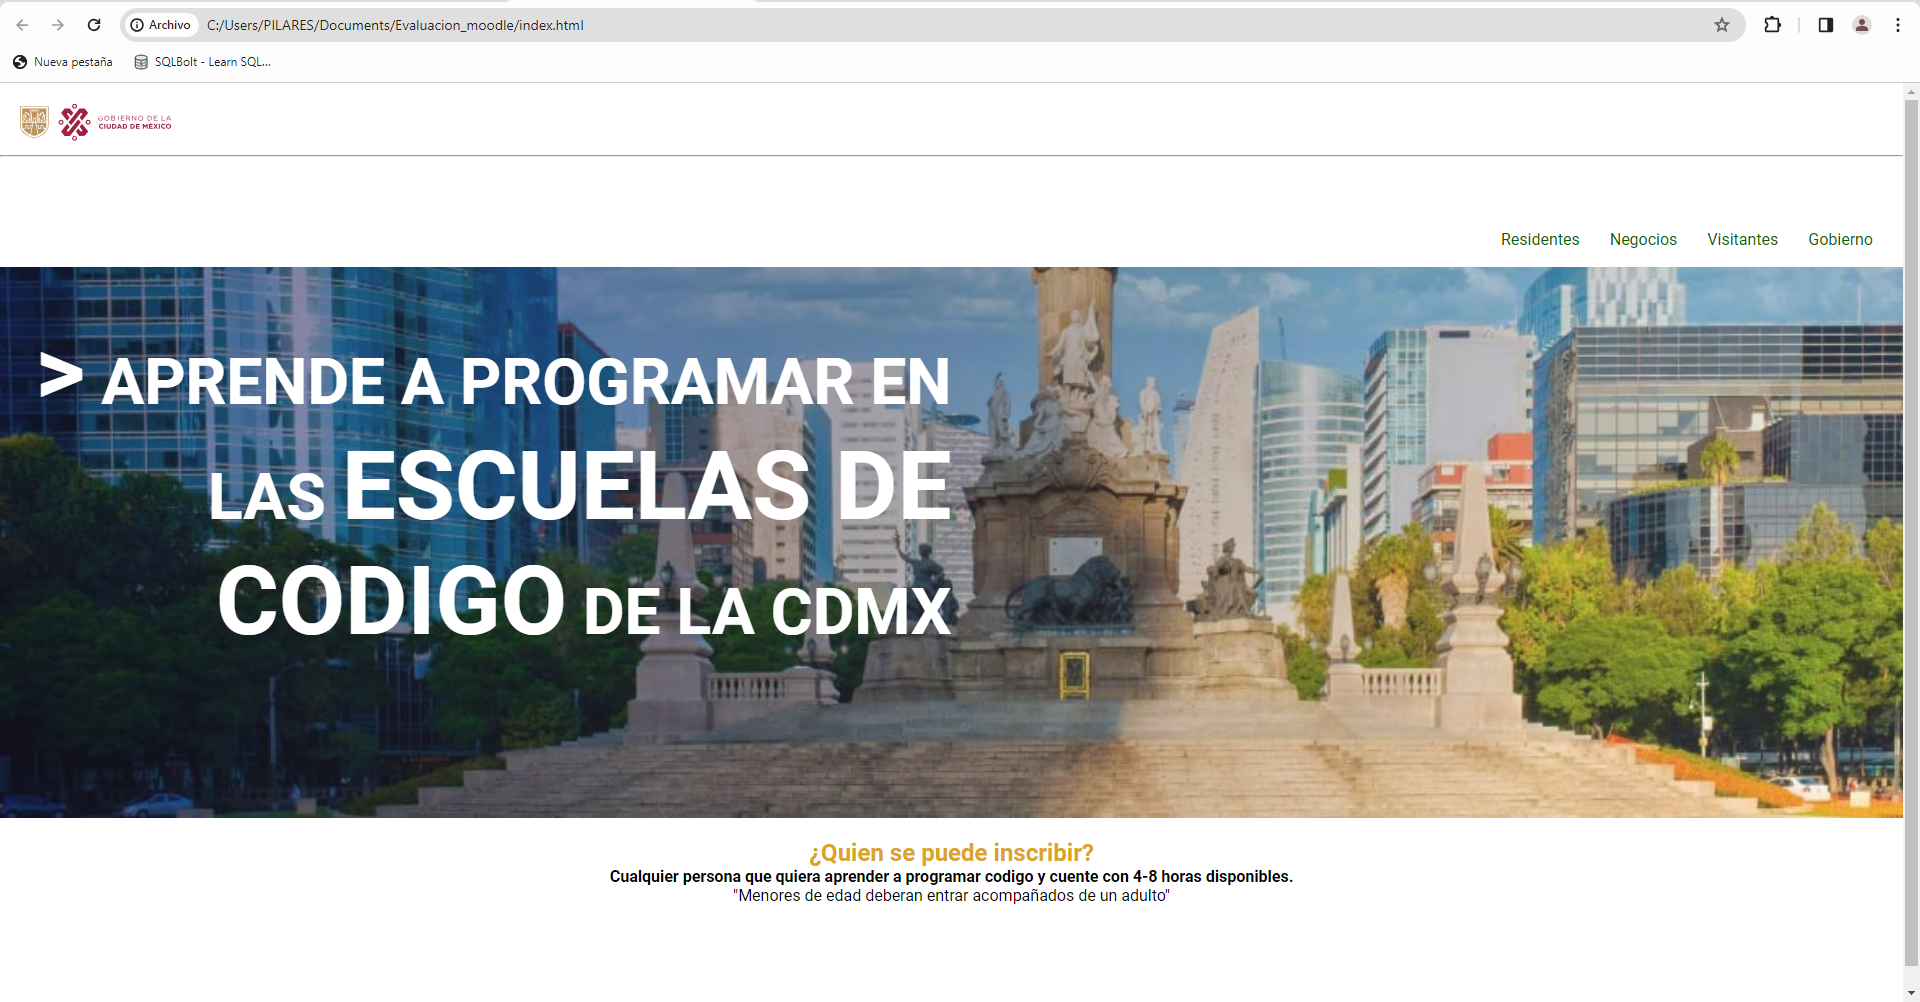 Archivo C:/Users/PILARES/Documents/Evaluacion_moodle/index.html
Nueva pestaña SQLBolt - Learn SQL...
GOBIERNO DE LA
CIUDAD DE MÉXICO
Residentes Negocios Visitantes Gobierno
> APRENDE A PROGRAMAR EN
LAS ESCUELAS DE
CODIGO DE LA CDMX
¿Quien se puede inscribir?
Cualquier persona que quiera aprender a programar codigo y cuente con 4-8 horas disponibles.
"Menores de edad deberan entrar acompañados de un adulto"